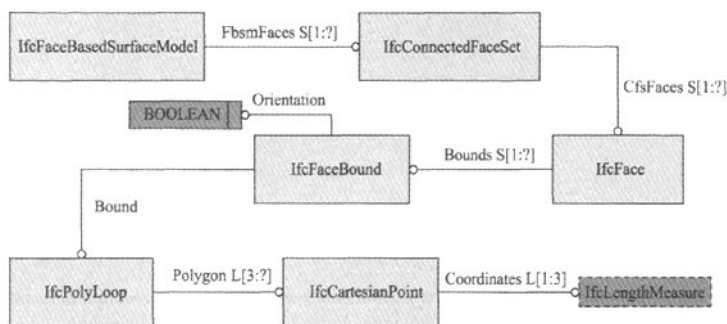 IfcFaceBasedSurfaceModel
FbsmFaces S[1:?]
IfcConnectedFaceSet
CfsFaces S[1:?]
BOOLEAN
Orientation
IfcFaceBound
Bounds S[1:?]
IfcFace
Bound
IfcPolyLoop
Polygon L[3:?]
IfcCartesianPoint
Coordinates L[1:3]
IfcLengthMeasure